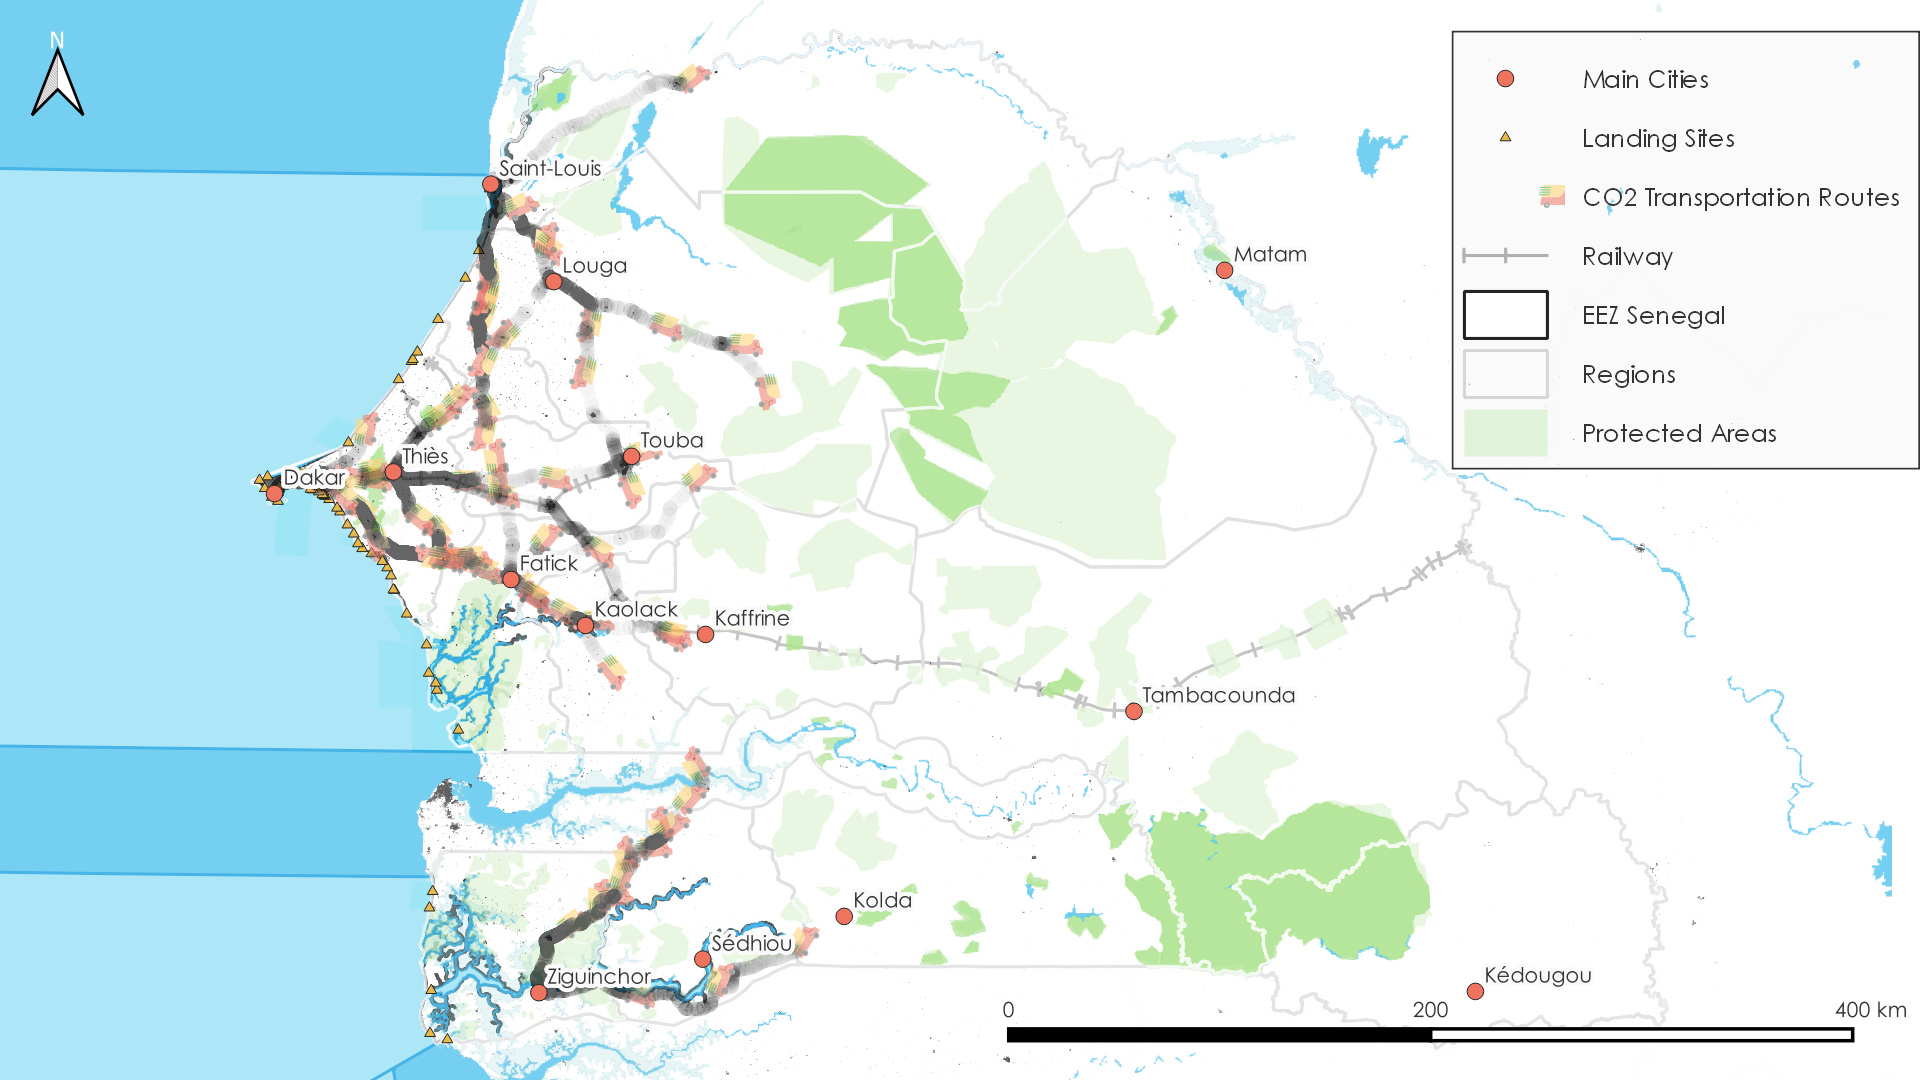 N
Main Cities
Landing Sites
CO2 Transportation Routes
Railway
EEZ Senegal
Regions
Protected Areas
Saint-Louis
Louga
Matam
Touba
Thiès
Dakar
Fatick
Kaolack
Kaffrine
Tambacounda
Kolda
Sédhiou
Ziguinchor
Kédougou
0 200 400 km